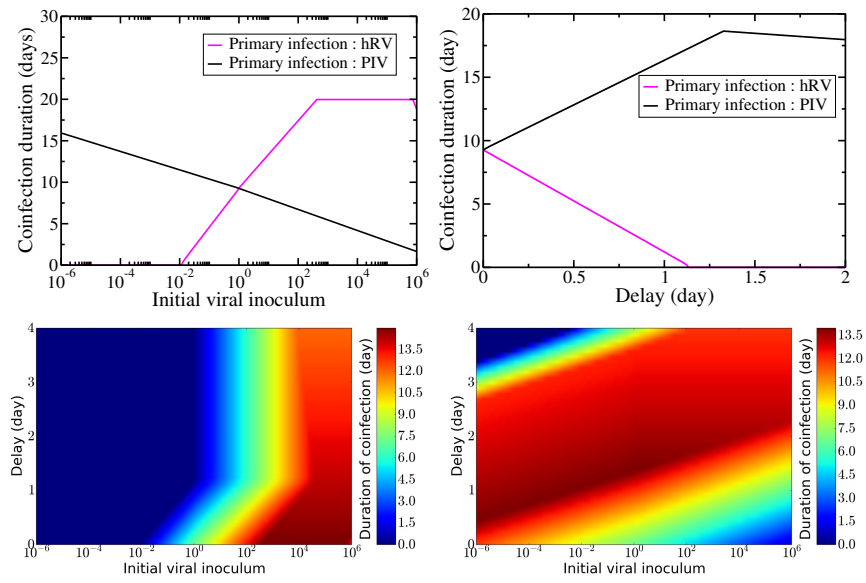 30
25
20
15
10
5
0
Coinfection duration (days)
Primary infection : hRV
Primary infection : PIV
10^-6 10^-4 10^-2 10^0 10^2 10^4 10^6
Initial viral inoculum
20
15
10
5
0
Coinfection duration (day)
Primary infection : hRV
Primary infection : PIV
0 0.5 1 1.5 2
Delay (day)
4
3
2
1
0
Delay (day)
10^-6 10^-4 10^-2 10^0 10^2 10^4 10^6
Initial viral inoculum
13.5
12.0
10.5
9.0
7.5
6.0
4.5
3.0
1.5
0.0
Duration of coinfection (day)
4
3
2
1
0
Delay (day)
10^-6 10^-4 10^-2 10^0 10^2 10^4 10^6
Initial viral inoculum
13.5
12.0
10.5
9.0
7.5
6.0
4.5
3.0
1.5
0.0
Duration of coinfection (day)